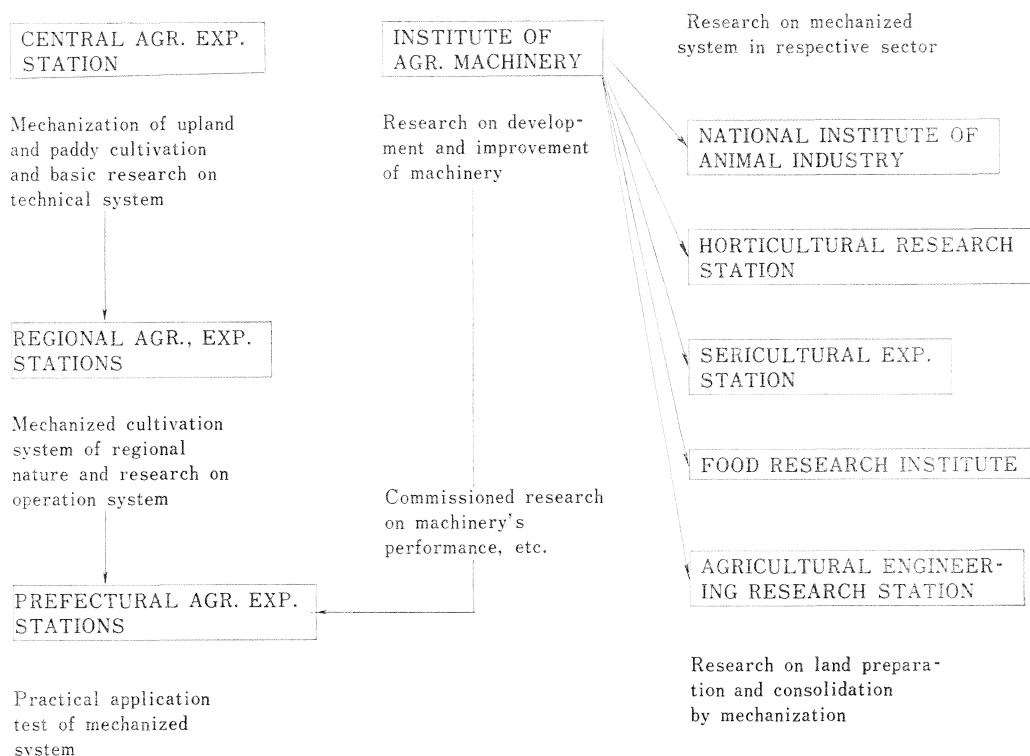 CENTRAL AGR. EXP.
STATION
Mechanization of upland
and paddy cultivation
and basic research on
technical system
REGIONAL AGR., EXP.
STATIONS
Mechanized cultivation
system of regional
nature and research on
operation system
PREFECTURAL AGR. EXP.
STATIONS
Practical application
test of mechanized
system
INSTITUTE OF
AGR. MACHINERY
Research on develop-
ment and improvement
of machinery
Commissioned research
on machinery's
performance, etc.
Research on mechanized
system in respective sector
NATIONAL INSTITUTE OF
ANIMAL INDUSTRY
HORTICULTURAL RESEARCH
STATION
SERICULTURAL EXP.
STATION
FOOD RESEARCH INSTITUTE
AGRICULTURAL ENGINEER-
ING RESEARCH STATION
Research on land prepara-
tion and consolidation
by mechanization